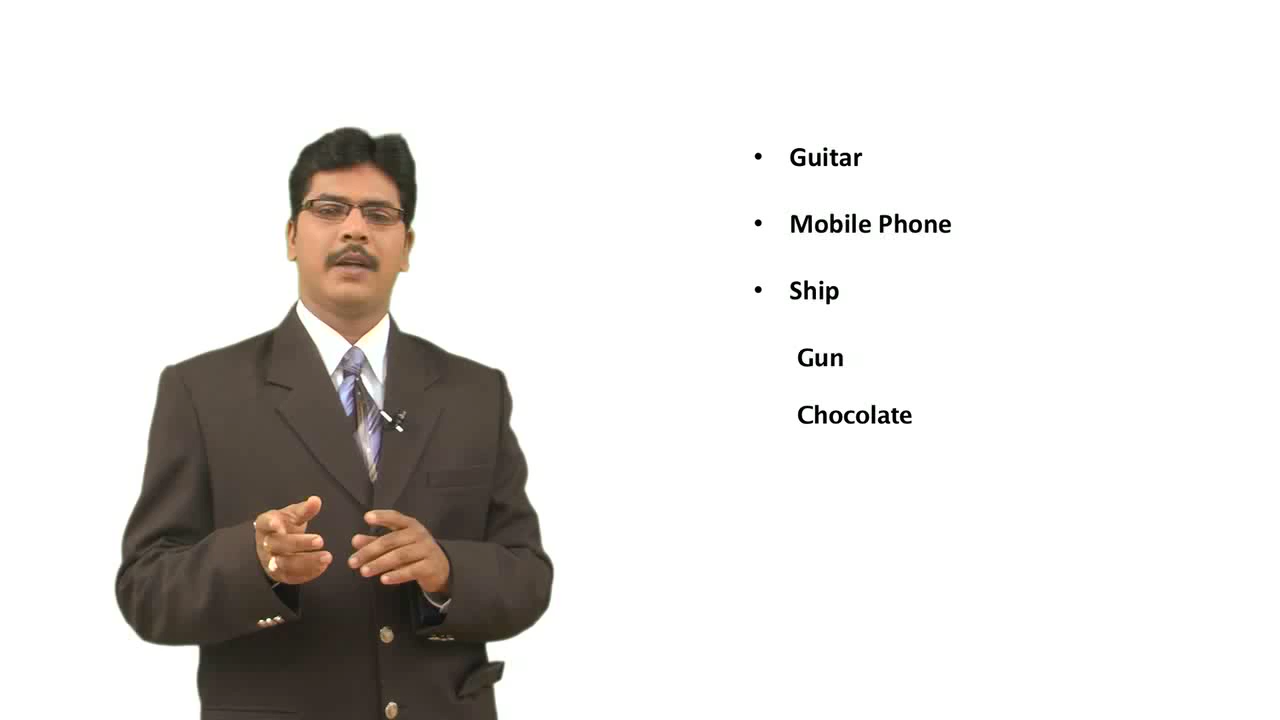 • Guitar
• Mobile Phone
• Ship
Gun
Chocolate